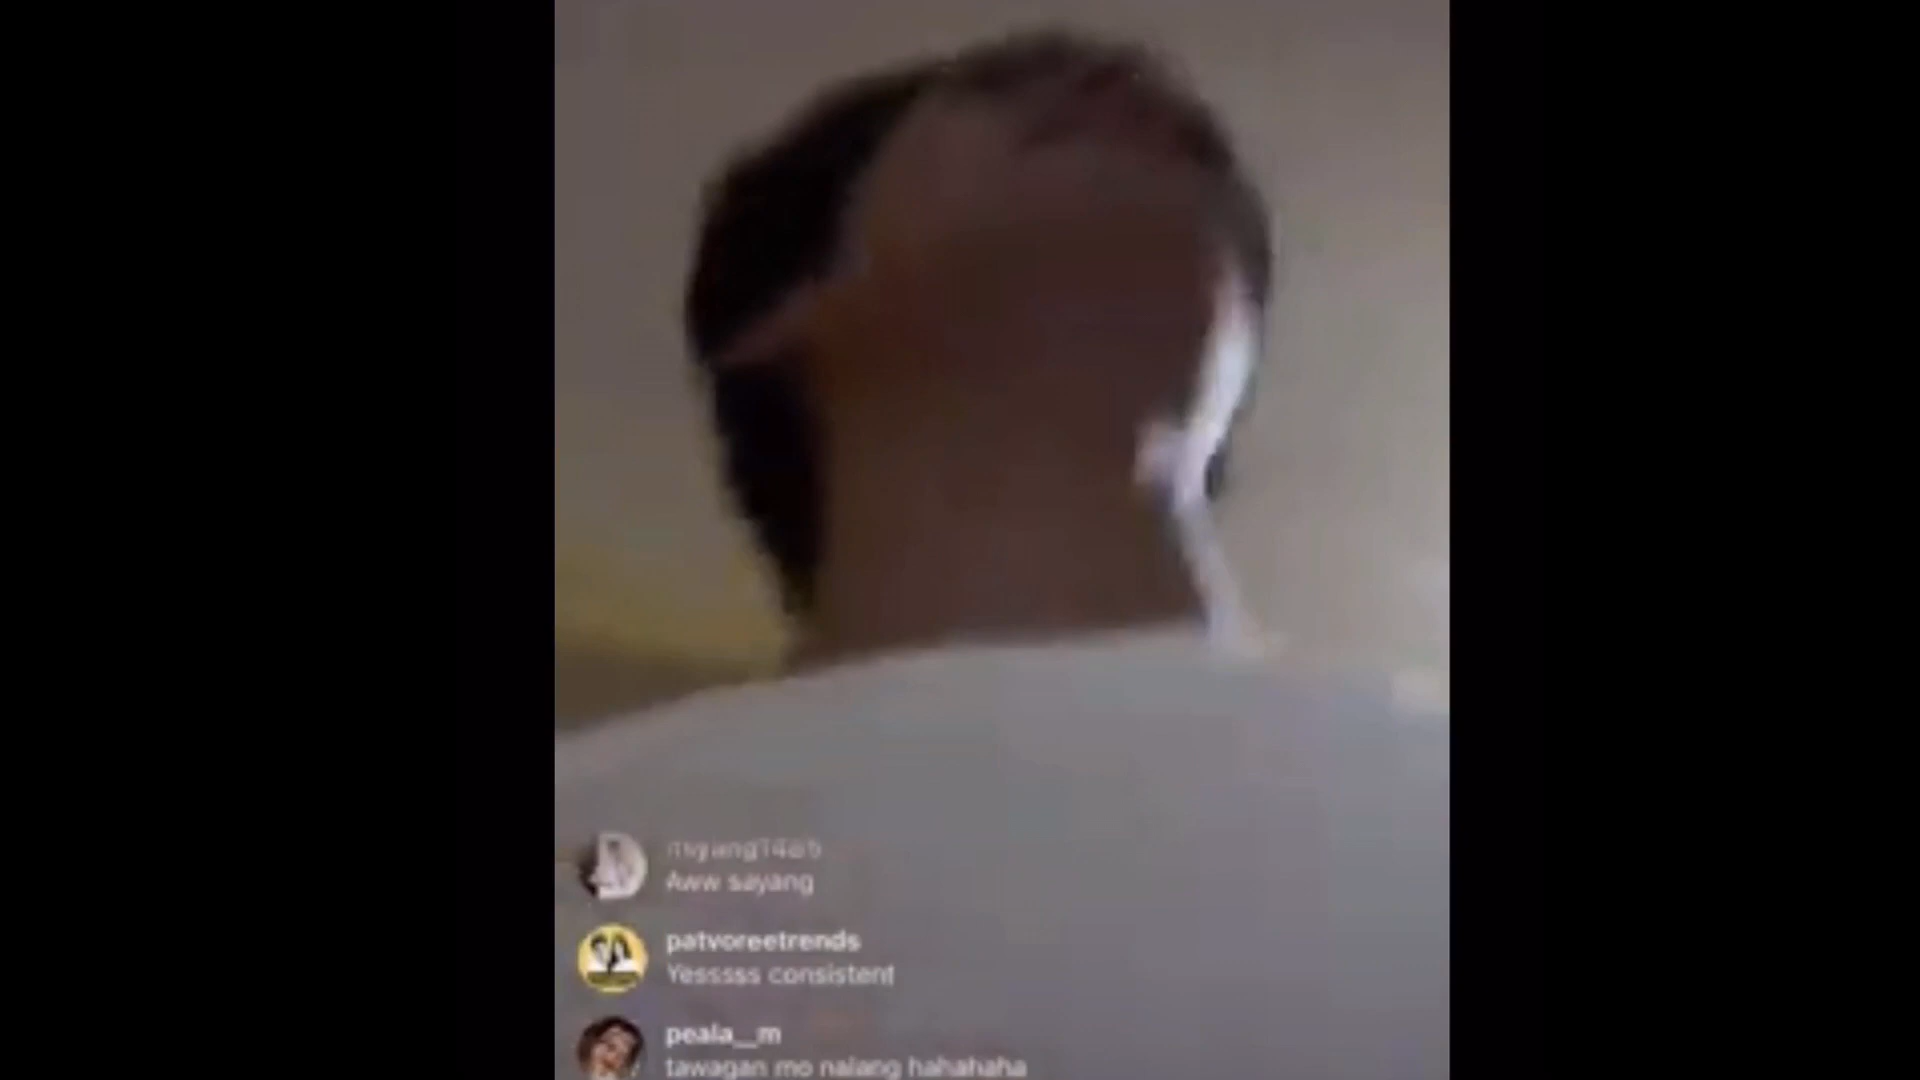 Aww sayang
patvoreetrends
Yesssss consistent
peala__m
tawagan mo nalang hahahaha